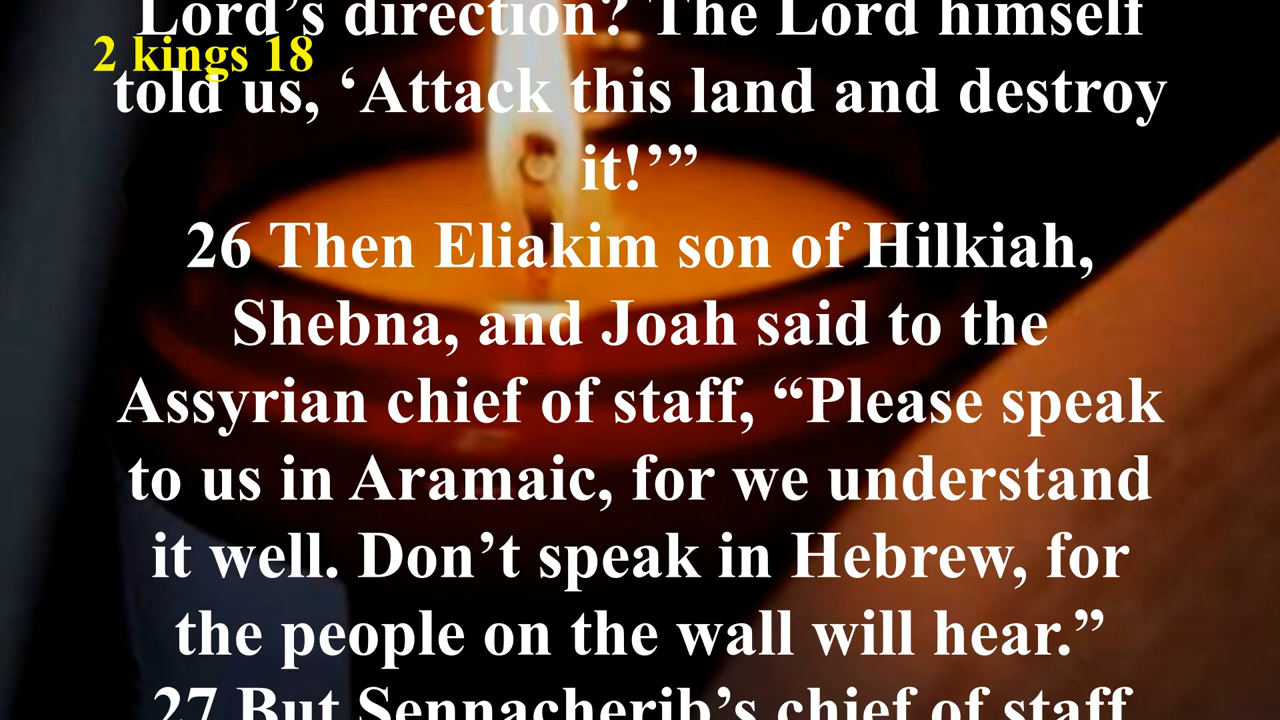 Lord’s direction? The Lord himself
2 kings 18
told us, ‘Attack this land and destroy
it!’”
26 Then Eliakim son of Hilkiah,
Shebna, and Joah said to the
Assyrian chief of staff, “Please speak
to us in Aramaic, for we understand
it well. Don’t speak in Hebrew, for
the people on the wall will hear.”
27 But Sennacherib’s chief of staff